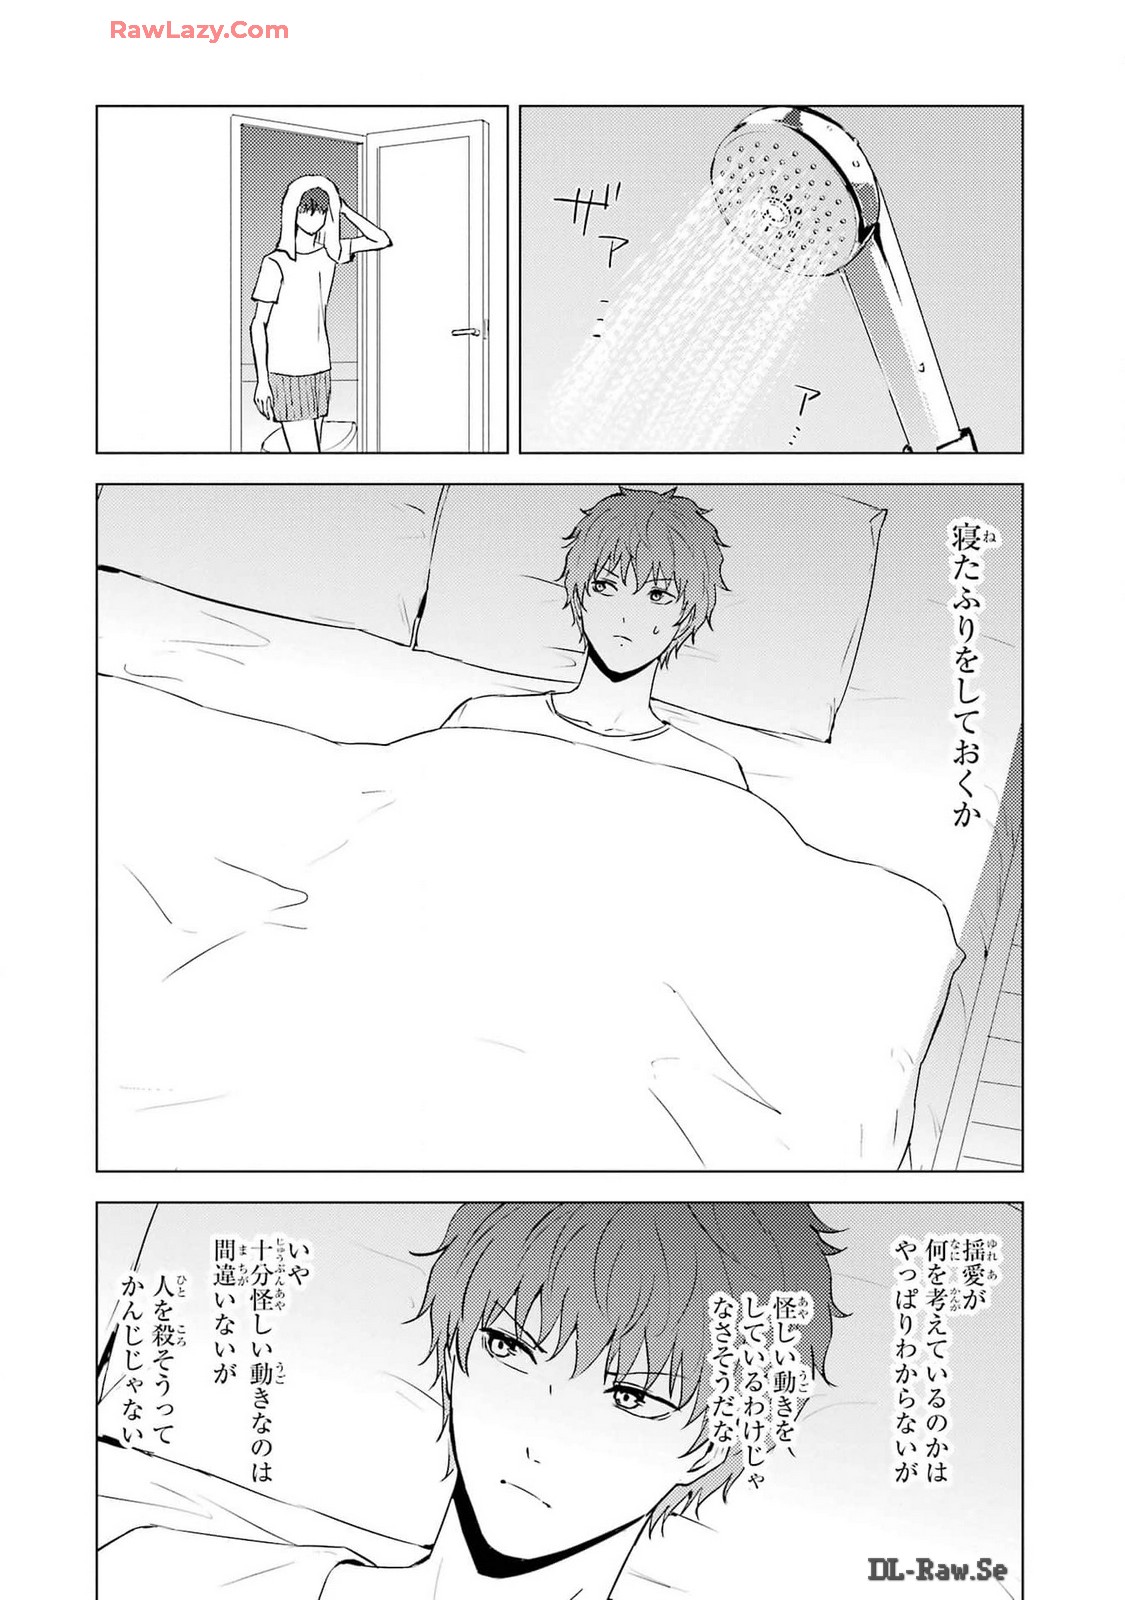 RawLazy.Com
ザ
アァ
寝たふりをしておくか
揺愛が
何を考えているのかは
やっぱりわからないが
怪しい動きを、
しているわけじゃ
なさそうだな
いや
十分怪しい動きなのは
間違いないが
人を殺そうって
かんじじゃない
DL-Raw.Se